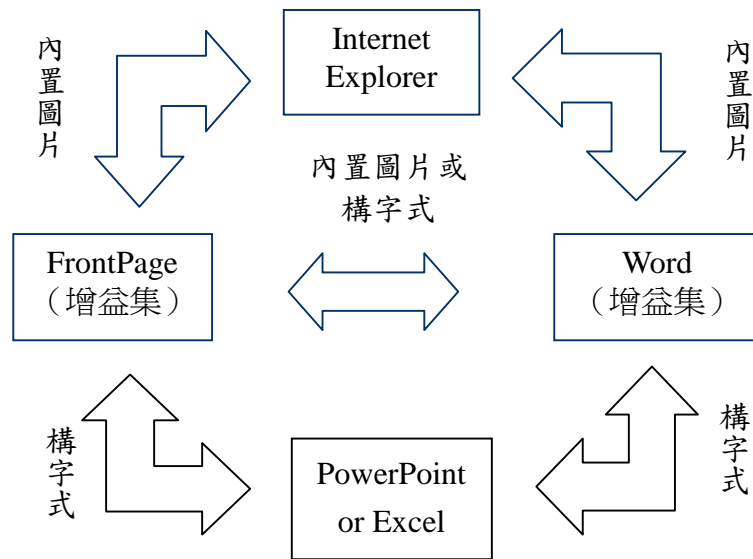 內置圖片
Internet
Explorer
內置圖片
內置圖片或
構字式
FrontPage
（增益集）
Word
（增益集）
構字式
PowerPoint
or Excel
構字式